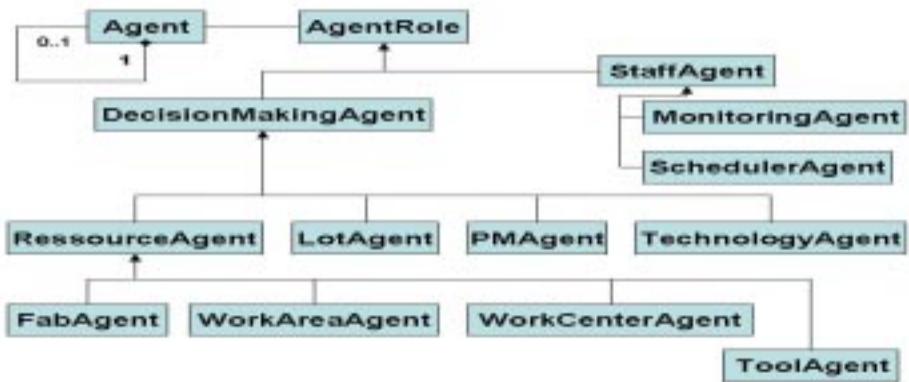 Agent
AgentRole
0..1
1
StaffAgent
DecisionMakingAgent
MonitoringAgent
SchedulerAgent
RessourceAgent
LotAgent
PMAgent
TechnologyAgent
FabAgent
WorkAreaAgent
WorkCenterAgent
ToolAgent